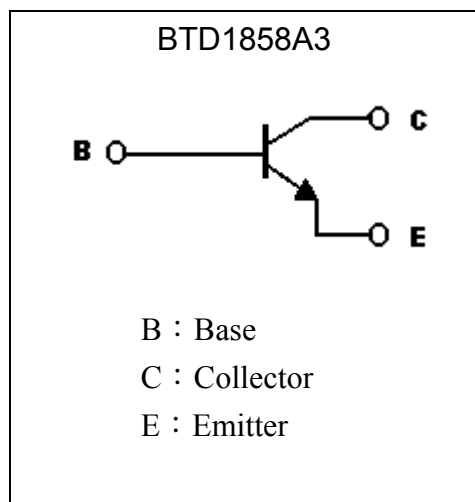 BTD1858A3
C
B
E
B：Base
C：Collector
E：Emitter